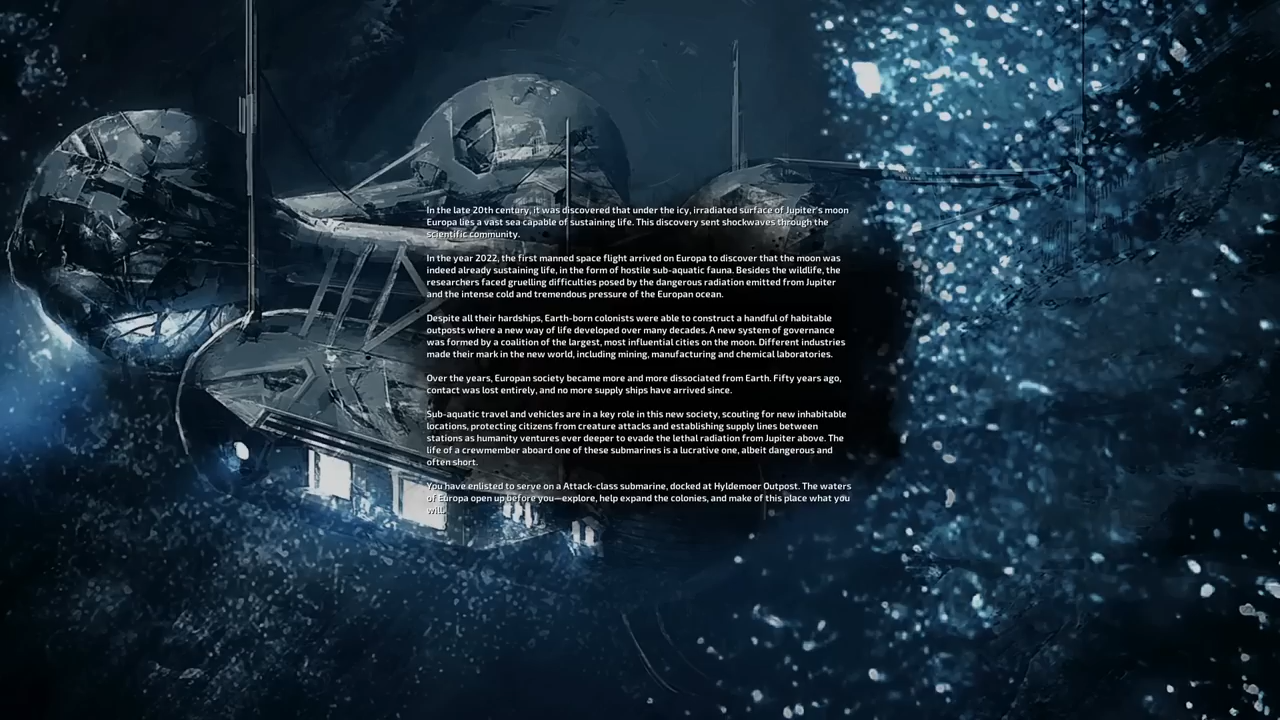 In the late 20th century, it was discovered that under the icy, irradiated surface of Jupiter's moon
Europa lies a vast sea capable of sustaining life. This discovery sent shockwaves through the
scientific community.
In the year 2022, the first manned space flight arrived on Europa to discover that the moon was
indeed already sustaining life, in the form of hostile sub-aquatic fauna. Besides the wildlife, the
researchers faced gruelling difficulties posed by the dangerous radiation emitted from Jupiter
and the intense cold and tremendous pressure of the Europan ocean.
Despite all their hardships, Earth-born colonists were able to construct a handful of habitable
outposts where a new way of life developed over many decades. A new system of governance
was formed by a coalition of the largest, most influential cities on the moon. Different industries
made their mark in the new world, including mining, manufacturing and chemical laboratories.
Over the years, Europan society became more and more dissociated from Earth. Fifty years ago,
contact was lost entirely, and no more supply ships have arrived since.
Sub-aquatic travel and vehicles are in a key role in this new society, scouting for new inhabitable
locations, protecting citizens from creature attacks and establishing supply lines between
stations as humanity ventures ever deeper to evade the lethal radiation from Jupiter above. The
life of a crewmember aboard one of these submarines is a lucrative one, albeit dangerous and
often short.
You have enlisted to serve on a Attack-class submarine, docked at Hyldemoer Outpost. The waters
of Europa open up before you—explore, help expand the colonies, and make of this place what you
will.